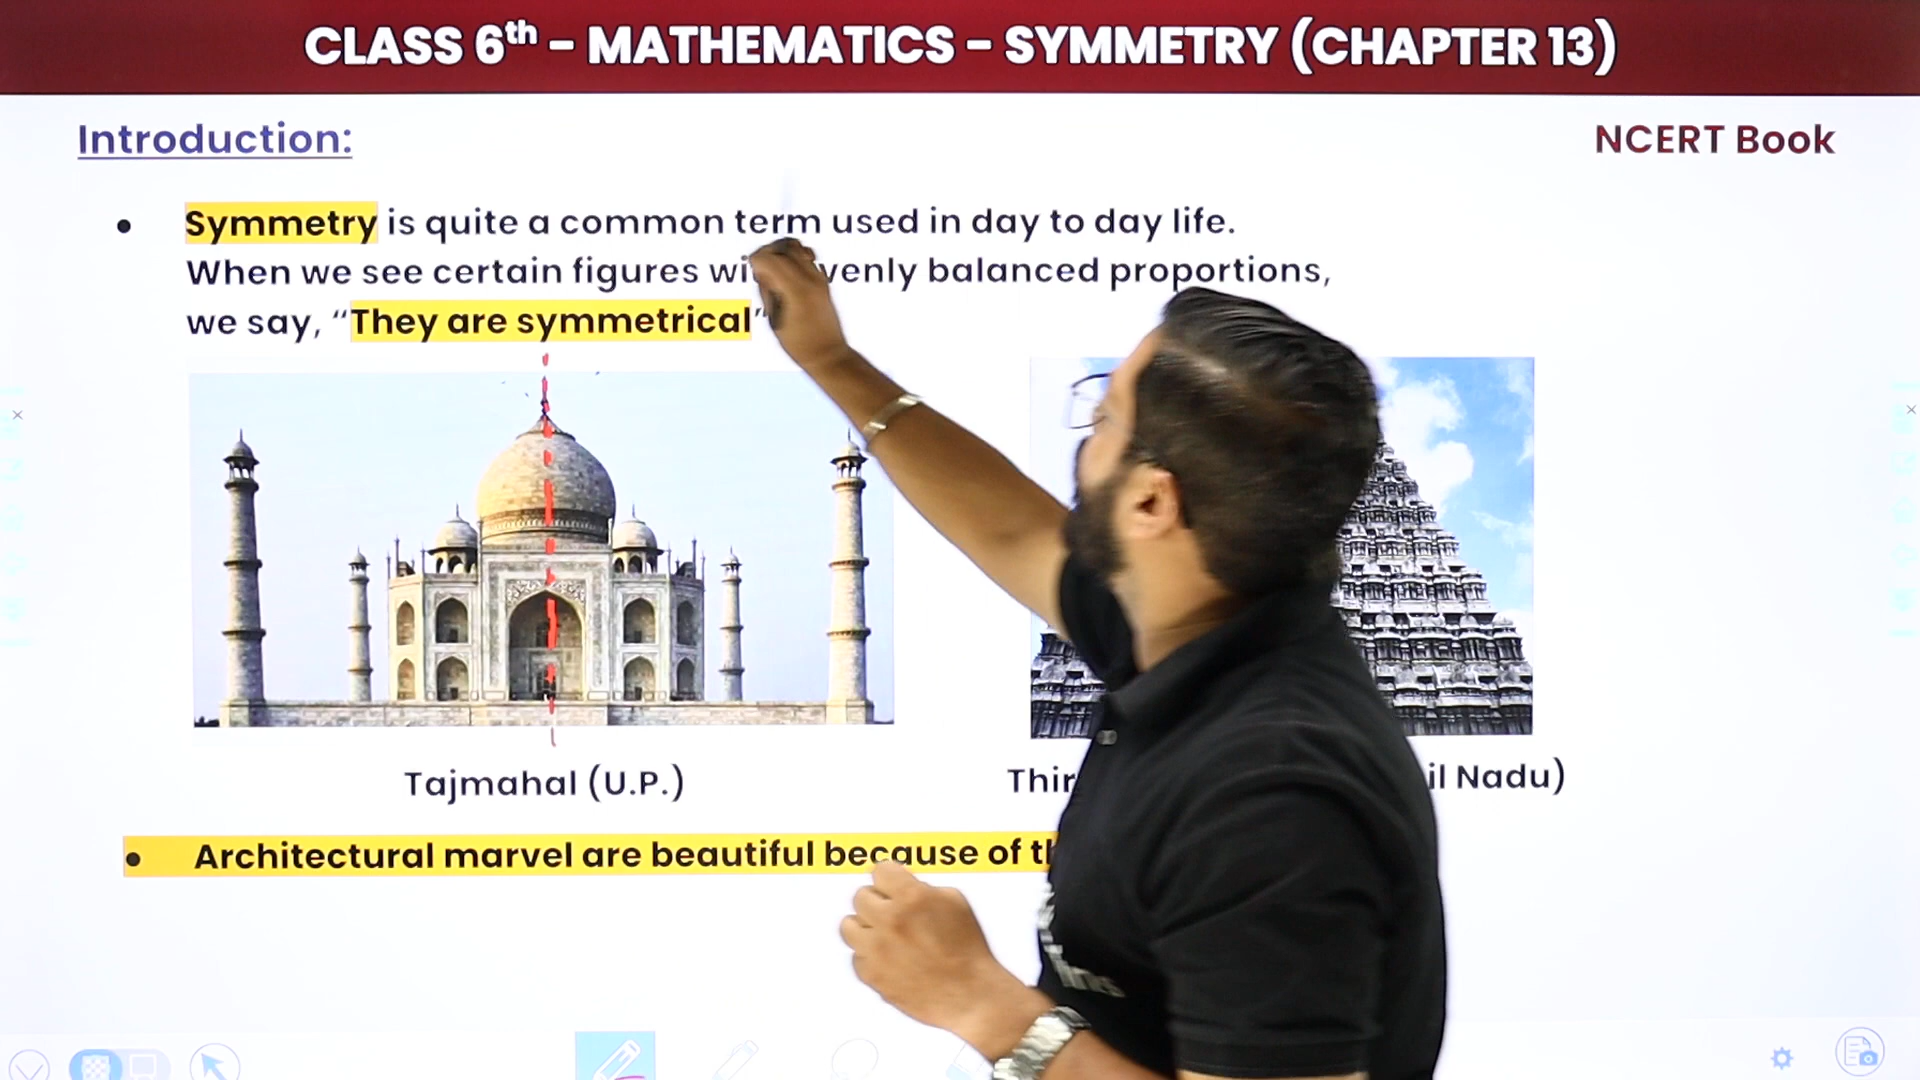 CLASS 6th – MATHEMATICS – SYMMETRY (CHAPTER 13)
Introduction:
NCERT Book
• Symmetry is quite a common term used in day to day life.
When we see certain figures venly balanced proportions,
we say, “They are symmetrical”
Tajmahal (U.P.)
Thir il Nadu)
• Architectural marvel are beautiful because of